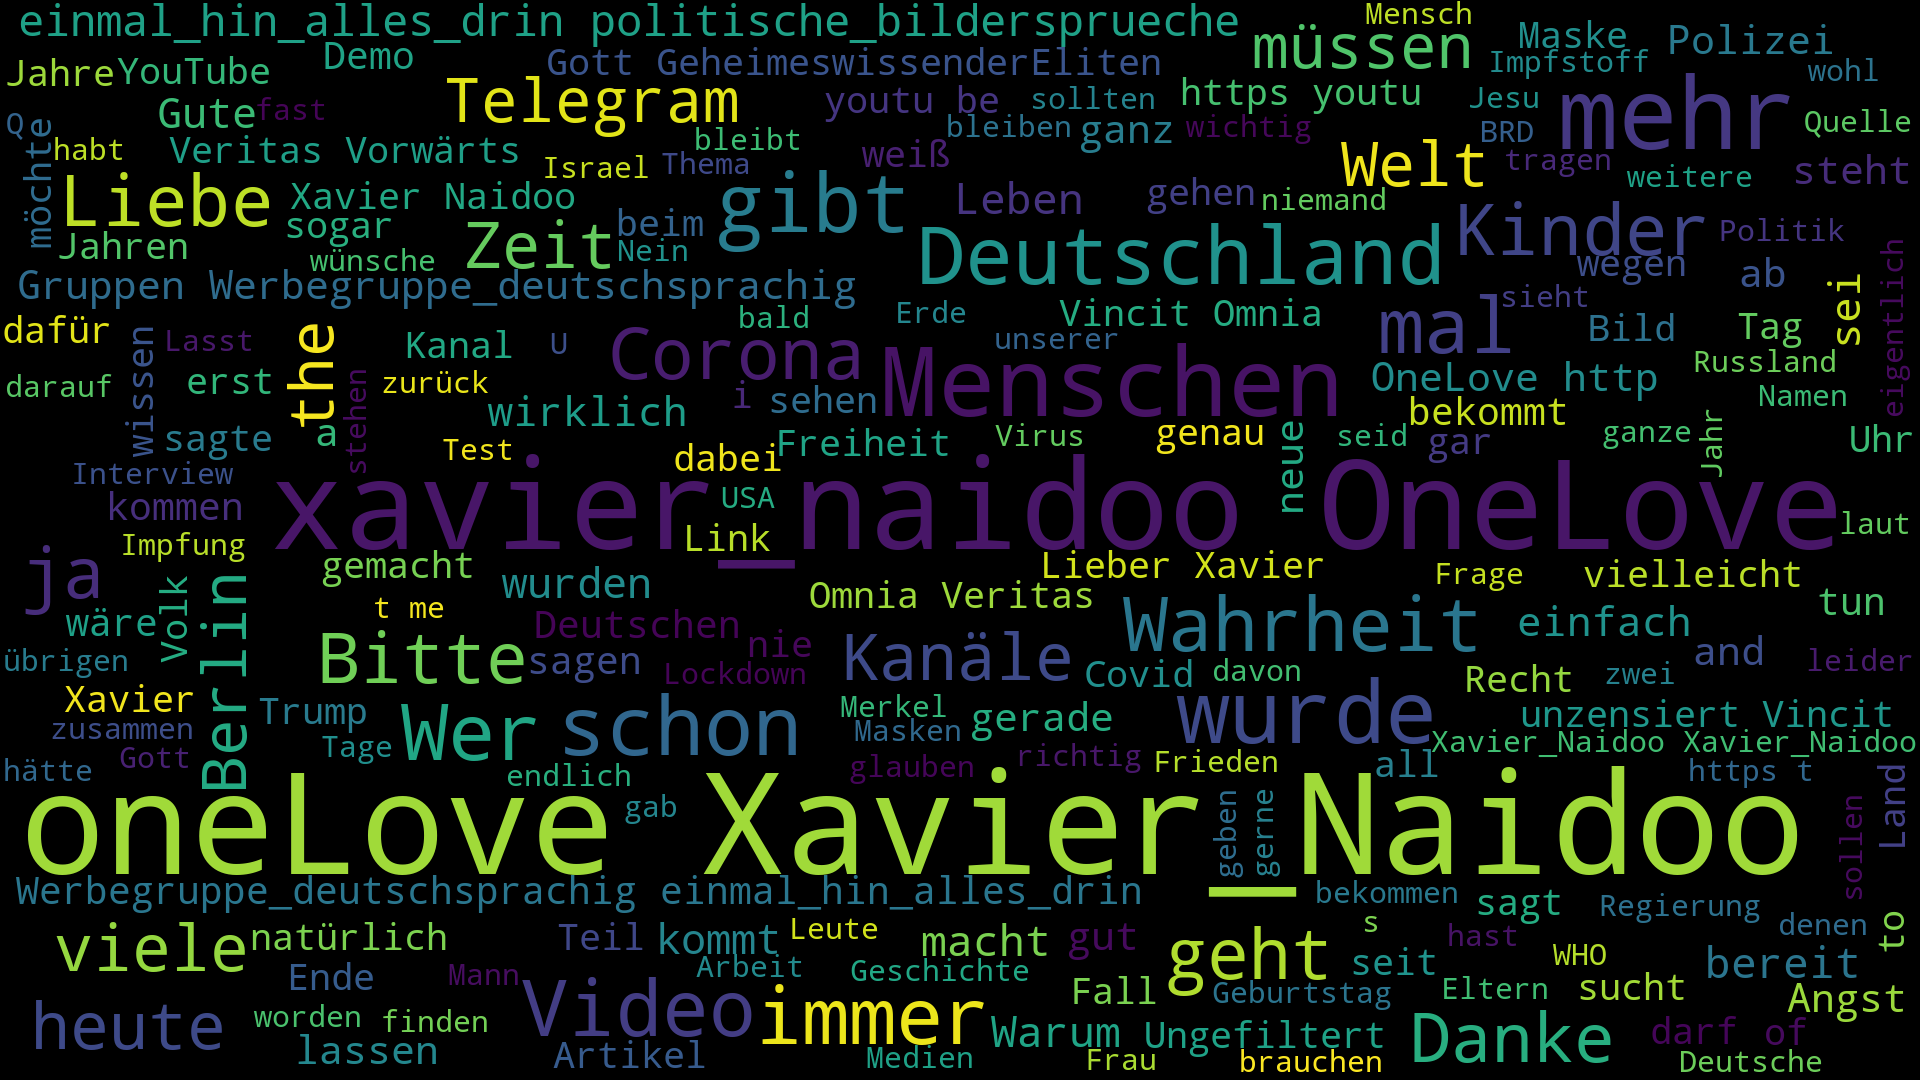 einmal_hin_alles_drin politische_bildersprueche
Mensch
müssen
Maske
Polizei
Demo
Gott GeheimeswissenderEliten
Impfstoff
wohl
Jahre
YouTube
Telegram
youtu be
sollten
https youtu
Jesu
mehr
Gute
fast
Q
bleiben
ganz
wichtig
BRD
Quelle
möchte
habt
Veritas Vorwärts
bleibt
Israel
Thema
weiß
Welt
tragen
weitere
steht
Liebe
Xavier Naidoo
gibt
Leben
gehen
niemand
sogar
beim
Kinder
Politik
Jahren
wünsche
Zeit
Nein
Deutschland
wegen
ab
eigentlich
Gruppen Werbegruppe_deutschsprachig
sieht
sei
dafür
wissen
Lasst
the
bald
Erde
Vincit Omnia
mal
Bild
Tag
Kanal
U
Corona
unserer
Menschen
Russland
darauf
erst
stehen
zurück
i
sehen
OneLove http
Namen
sagte
a
wirklich
bekommt
Test
dabei
Freiheit
Virus
genau
neue
seid
gar
ganze
Jahr
Uhr
Interview
xavier_naidoo OneLove
USA
kommen
Link
laut
Impfung
ja
gemacht
wurden
Lieber Xavier
Frage
vielleicht
Volk
Berlin
t me
Omnia Veritas
tun
wäre
Deutschen
nie
Wahrheit
einfach
and
leider
übrigen
Bitte
sagen
Kanäle
Lockdown
Covid
davon
Recht
zwei
Xavier
Trump
Wer
schon
Merkel
gerade
wurde
unzensiert Vincit
zusammen
Masken
Xavier_Naidoo Xavier_Naidoo
Gott
Tage
richtig
Frieden
hätte
endlich
glauben
all
https t
Land
oneLove Xavier_Naidoo
gab
geben
gerne
sollen
Werbegruppe_deutschsprachig einmal_hin_alles_drin
bekommen
sagt
Regierung
s
denen
to
viele
natürlich
Teil
kommt
Leute
macht
gut
geht
hast
Ende
Mann
Arbeit
Geschichte
seit
WHO
bereit
heute
Video
immer
Fall
Geburtstag
Eltern
sucht
Angst
worden
finden
Warum
Ungefiltert
Danke
darf of
lassen
Artikel
Medien
Frau
brauchen
Deutsche